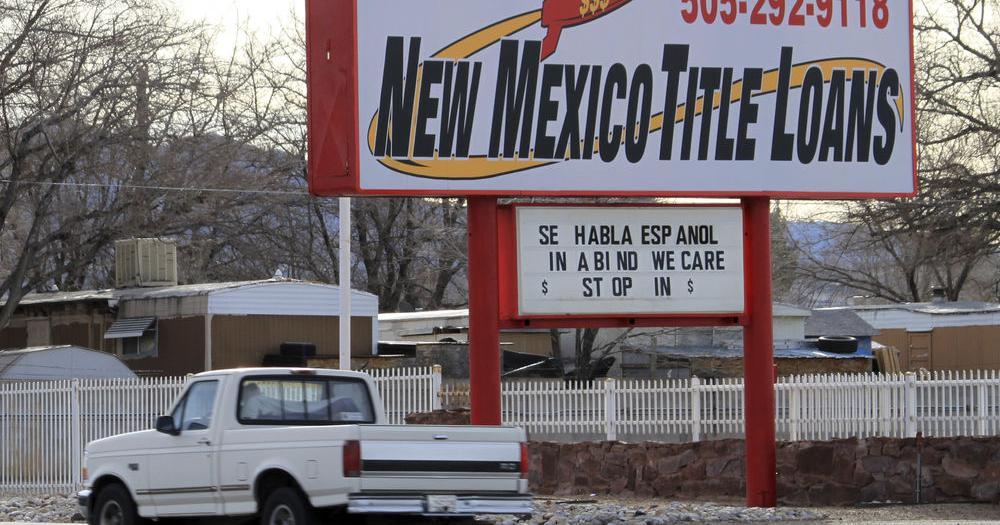 $$$
505-292-9118
NEW MEXICO TITLE LOANS
SE HABLA ESPANOL
IN A BIND WE CARE
$ STOP IN $